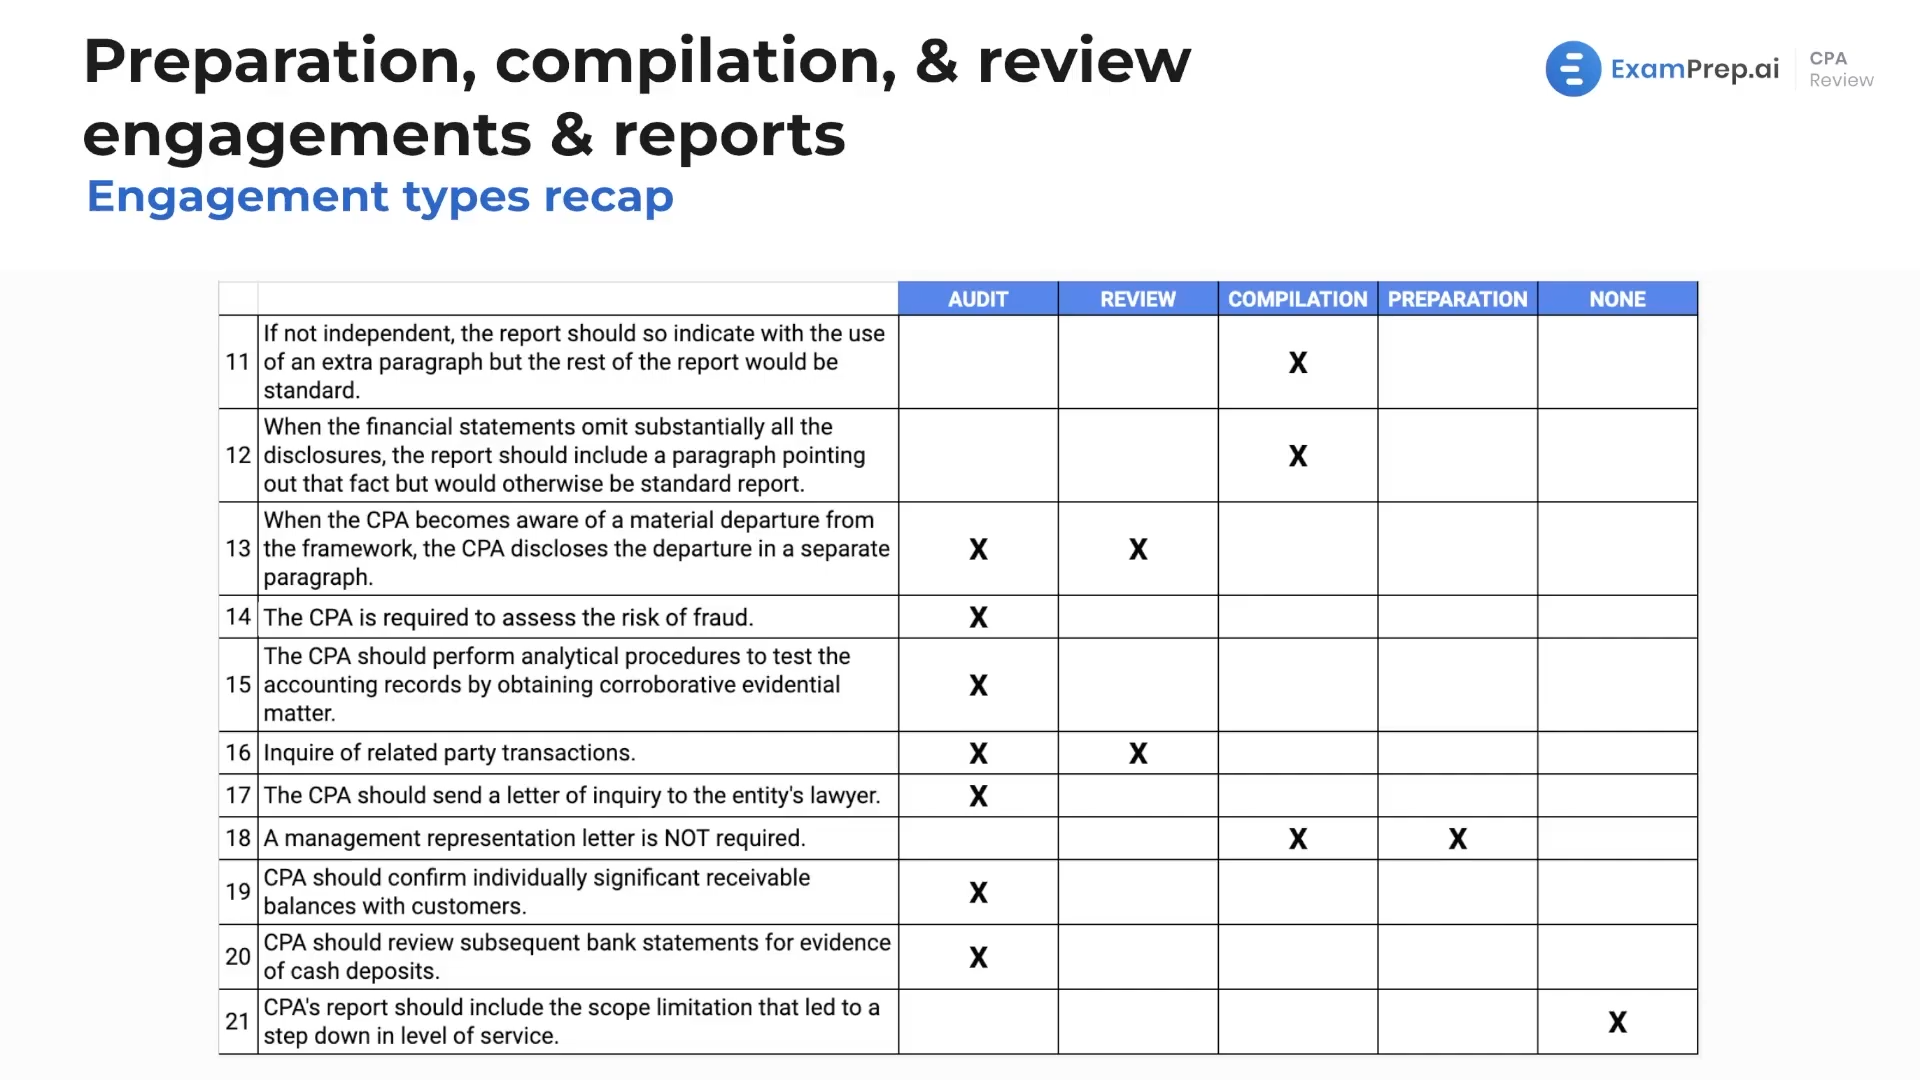 Preparation, compilation, & review
engagements & reports
Engagement types recap
ExamPrep.ai
CPA
Review
AUDIT REVIEW COMPILATION PREPARATION NONE
If not independent, the report should so indicate with the use
11 of an extra paragraph but the rest of the report would be X
standard.
When the financial statements omit substantially all the
12 disclosures, the report should include a paragraph pointing X
out that fact but would otherwise be standard report.
When the CPA becomes aware of a material departure from
13 the framework, the CPA discloses the departure in a separate X X
paragraph.
14 The CPA is required to assess the risk of fraud. X
The CPA should perform analytical procedures to test the
15 accounting records by obtaining corroborative evidential X
matter.
16 Inquire of related party transactions. X X
17 The CPA should send a letter of inquiry to the entity's lawyer. X
18 A management representation letter is NOT required. X X
19 CPA should confirm individually significant receivable X
balances with customers.
20 CPA should review subsequent bank statements for evidence X
of cash deposits.
21 CPA's report should include the scope limitation that led to a X
step down in level of service.